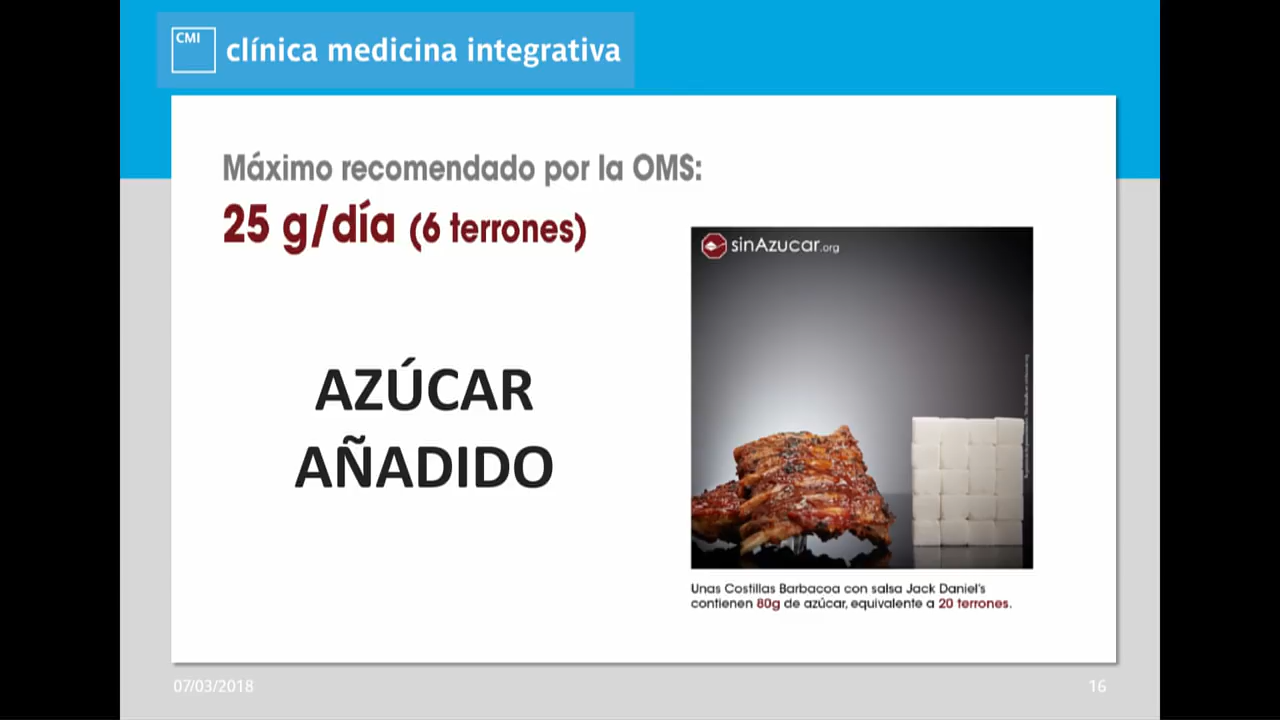 CMI
clínica medicina integrativa
Máximo recomendado por la OMS:
25 g/día (6 terrones)
sinAzucar.org
AZÚCAR
AÑADIDO
Unas Costillas Barbacoa con salsa Jack Daniel's
contienen 80g de azúcar, equivalente a 20 terrones.
07/03/2018
16